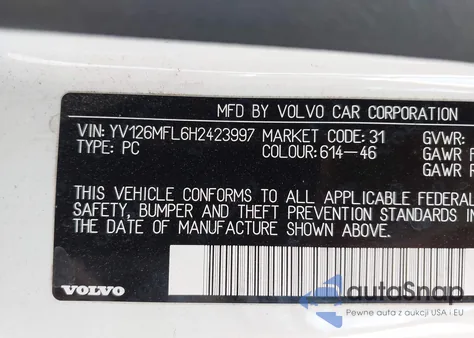 MFD BY VOLVO CAR CORPORATION
VIN: YV126MFL6H2423997 MARKET CODE: 31 GVWR:
TYPE: PC COLOUR: 614-46 GAWR
GAWR
THIS VEHICLE CONFORMS TO ALL APPLICABLE FEDERAL
SAFETY, BUMPER AND THEFT PREVENTION STANDARDS IN
THE DATE OF MANUFACTURE SHOWN ABOVE.
VOLVO
autoSnap
Pewne auta z aukcji USA i EU